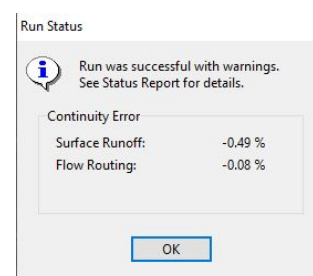 Run Status
Run was successful with warnings.
See Status Report for details.
Continuity Error
Surface Runoff: -0.49 %
Flow Routing: -0.08 %
OK